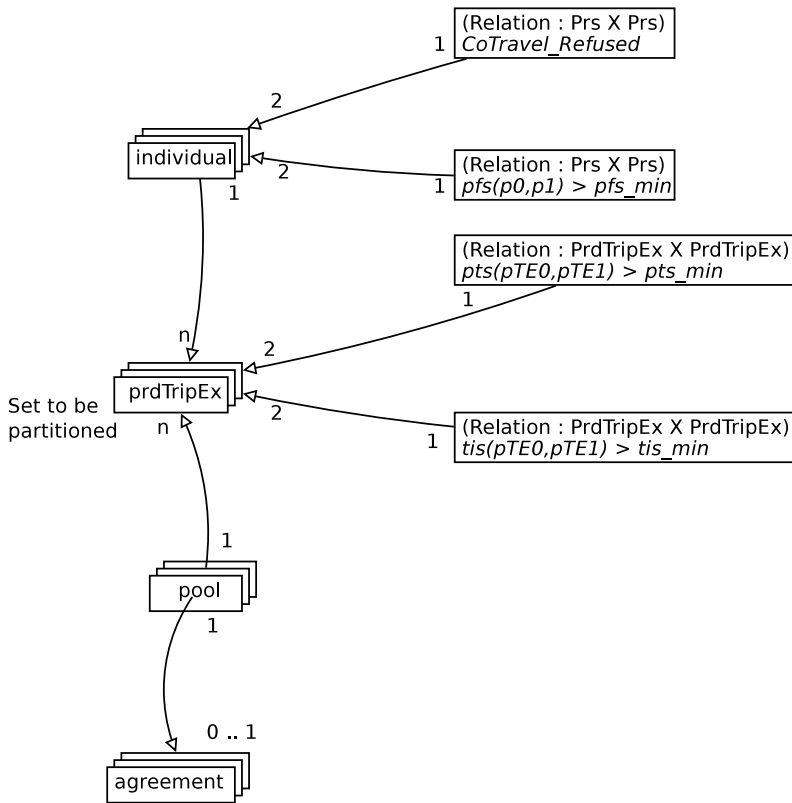 (Relation : Prs X Prs)
CoTravel_Refused
1
2
individual
2
1
1
(Relation : Prs X Prs)
pfs(p0,p1) > pfs_min
(Relation : PrdTripEx X PrdTripEx)
pts(pTE0,pTE1) > pts_min
1
n
2
prdTripEx
Set to be
partitioned
n
2
1
(Relation : PrdTripEx X PrdTripEx)
tis(pTE0,pTE1) > tis_min
1
pool
1
0 .. 1
agreement